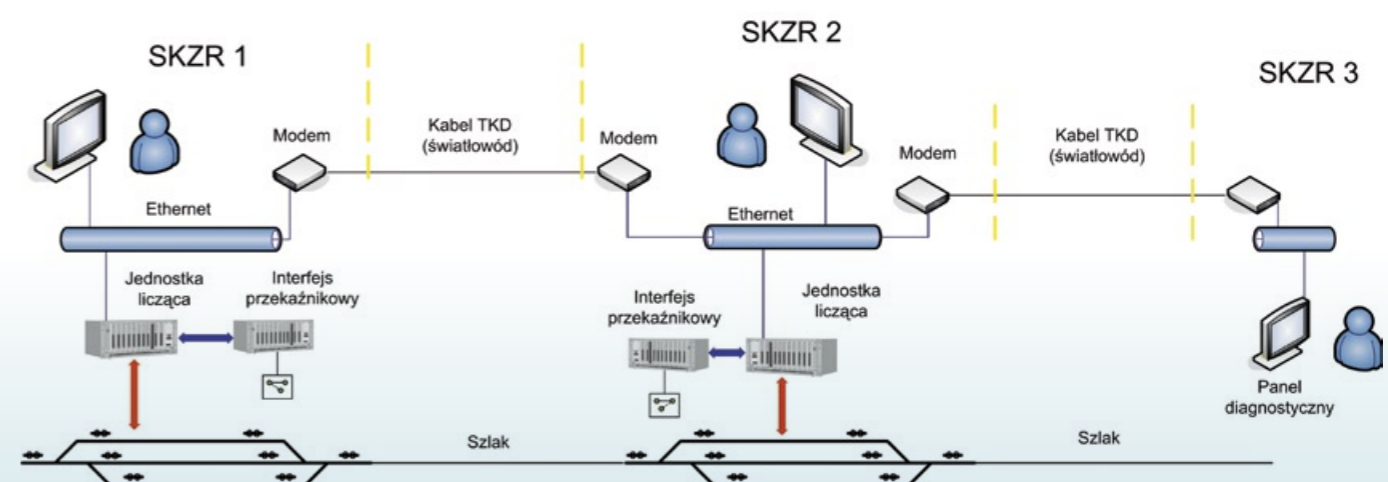 SKZR 1
SKZR 2
SKZR 3
Modem
Kabel TKD
(światłowód)
Modem
Modem
Kabel TKD
(światłowód)
Ethernet
Ethernet
Jednostka
licząca
Interfejs
przekaźnikowy
Interfejs
przekaźnikowy
Jednostka
licząca
Panel
diagnostyczny
Szlak
Szlak